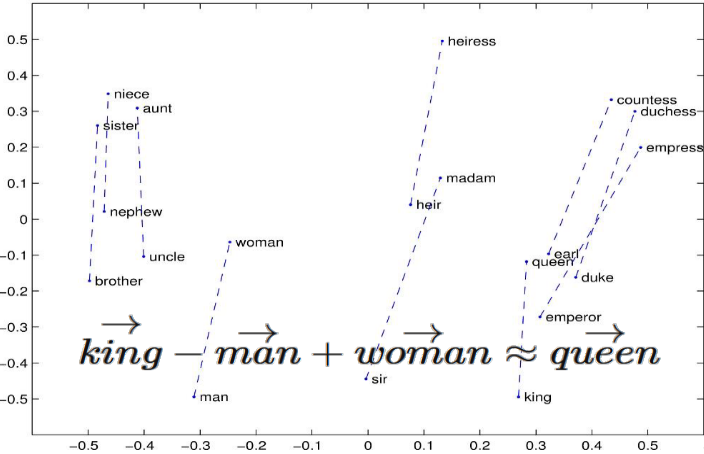 0.5
heiress
0.4
niece
countess
aunt
0.3
duchess
sister
0.2
empress
0.1
madam
nephew
heir
0
woman
-0.1
uncle
earl
queen
brother
duke
-0.2
emperor
-0.3
king − man + woman ≈ queen
-0.4
sir
-0.5
man
king
-0.5 -0.4 -0.3 -0.2 -0.1 0 0.1 0.2 0.3 0.4 0.5